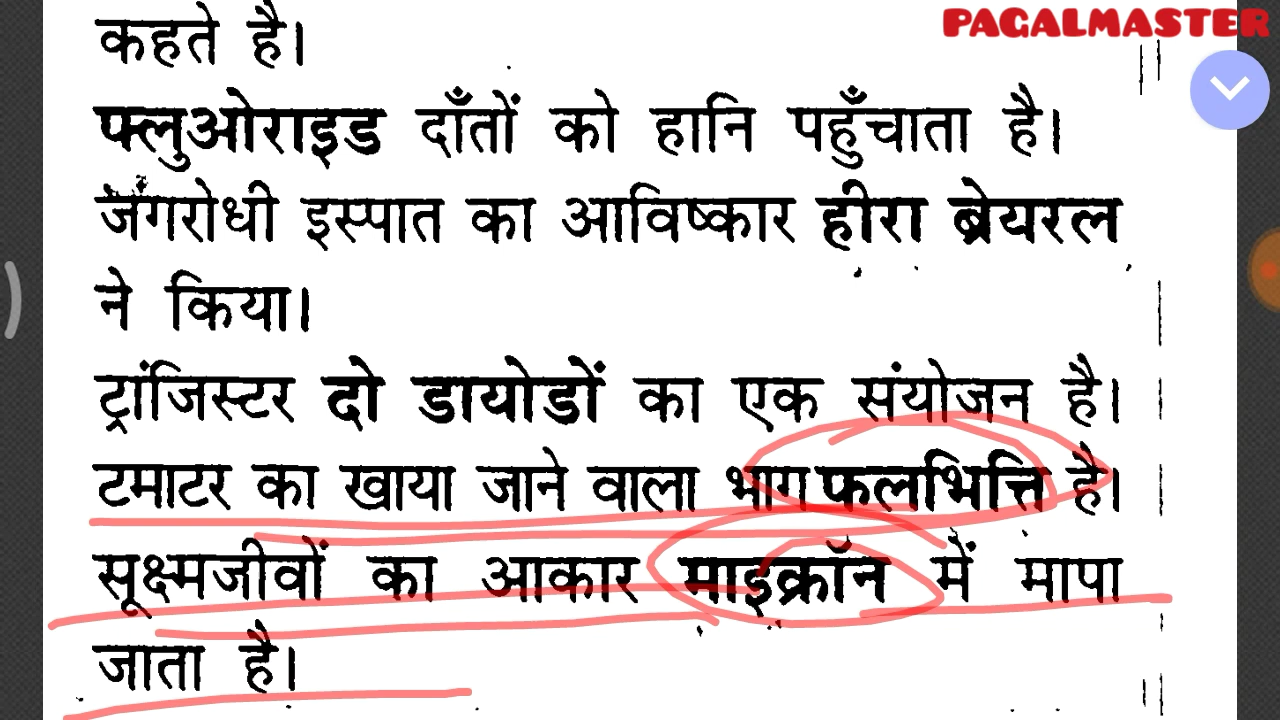 PAGALMASTER
कहते है।
फ्लुओराइड दाँतों को हानि पहुँचाता है।
जंगरोधी इस्पात का आविष्कार हीरा ब्रेयरल
ने किया।
ट्रांजिस्टर दो डायोडों का एक संयोजन है।
टमाटर का खाया जाने वाला भाग फलभित्ति है।
सूक्ष्मजीवों का आकार माइक्रॉन में मापा
जाता है।